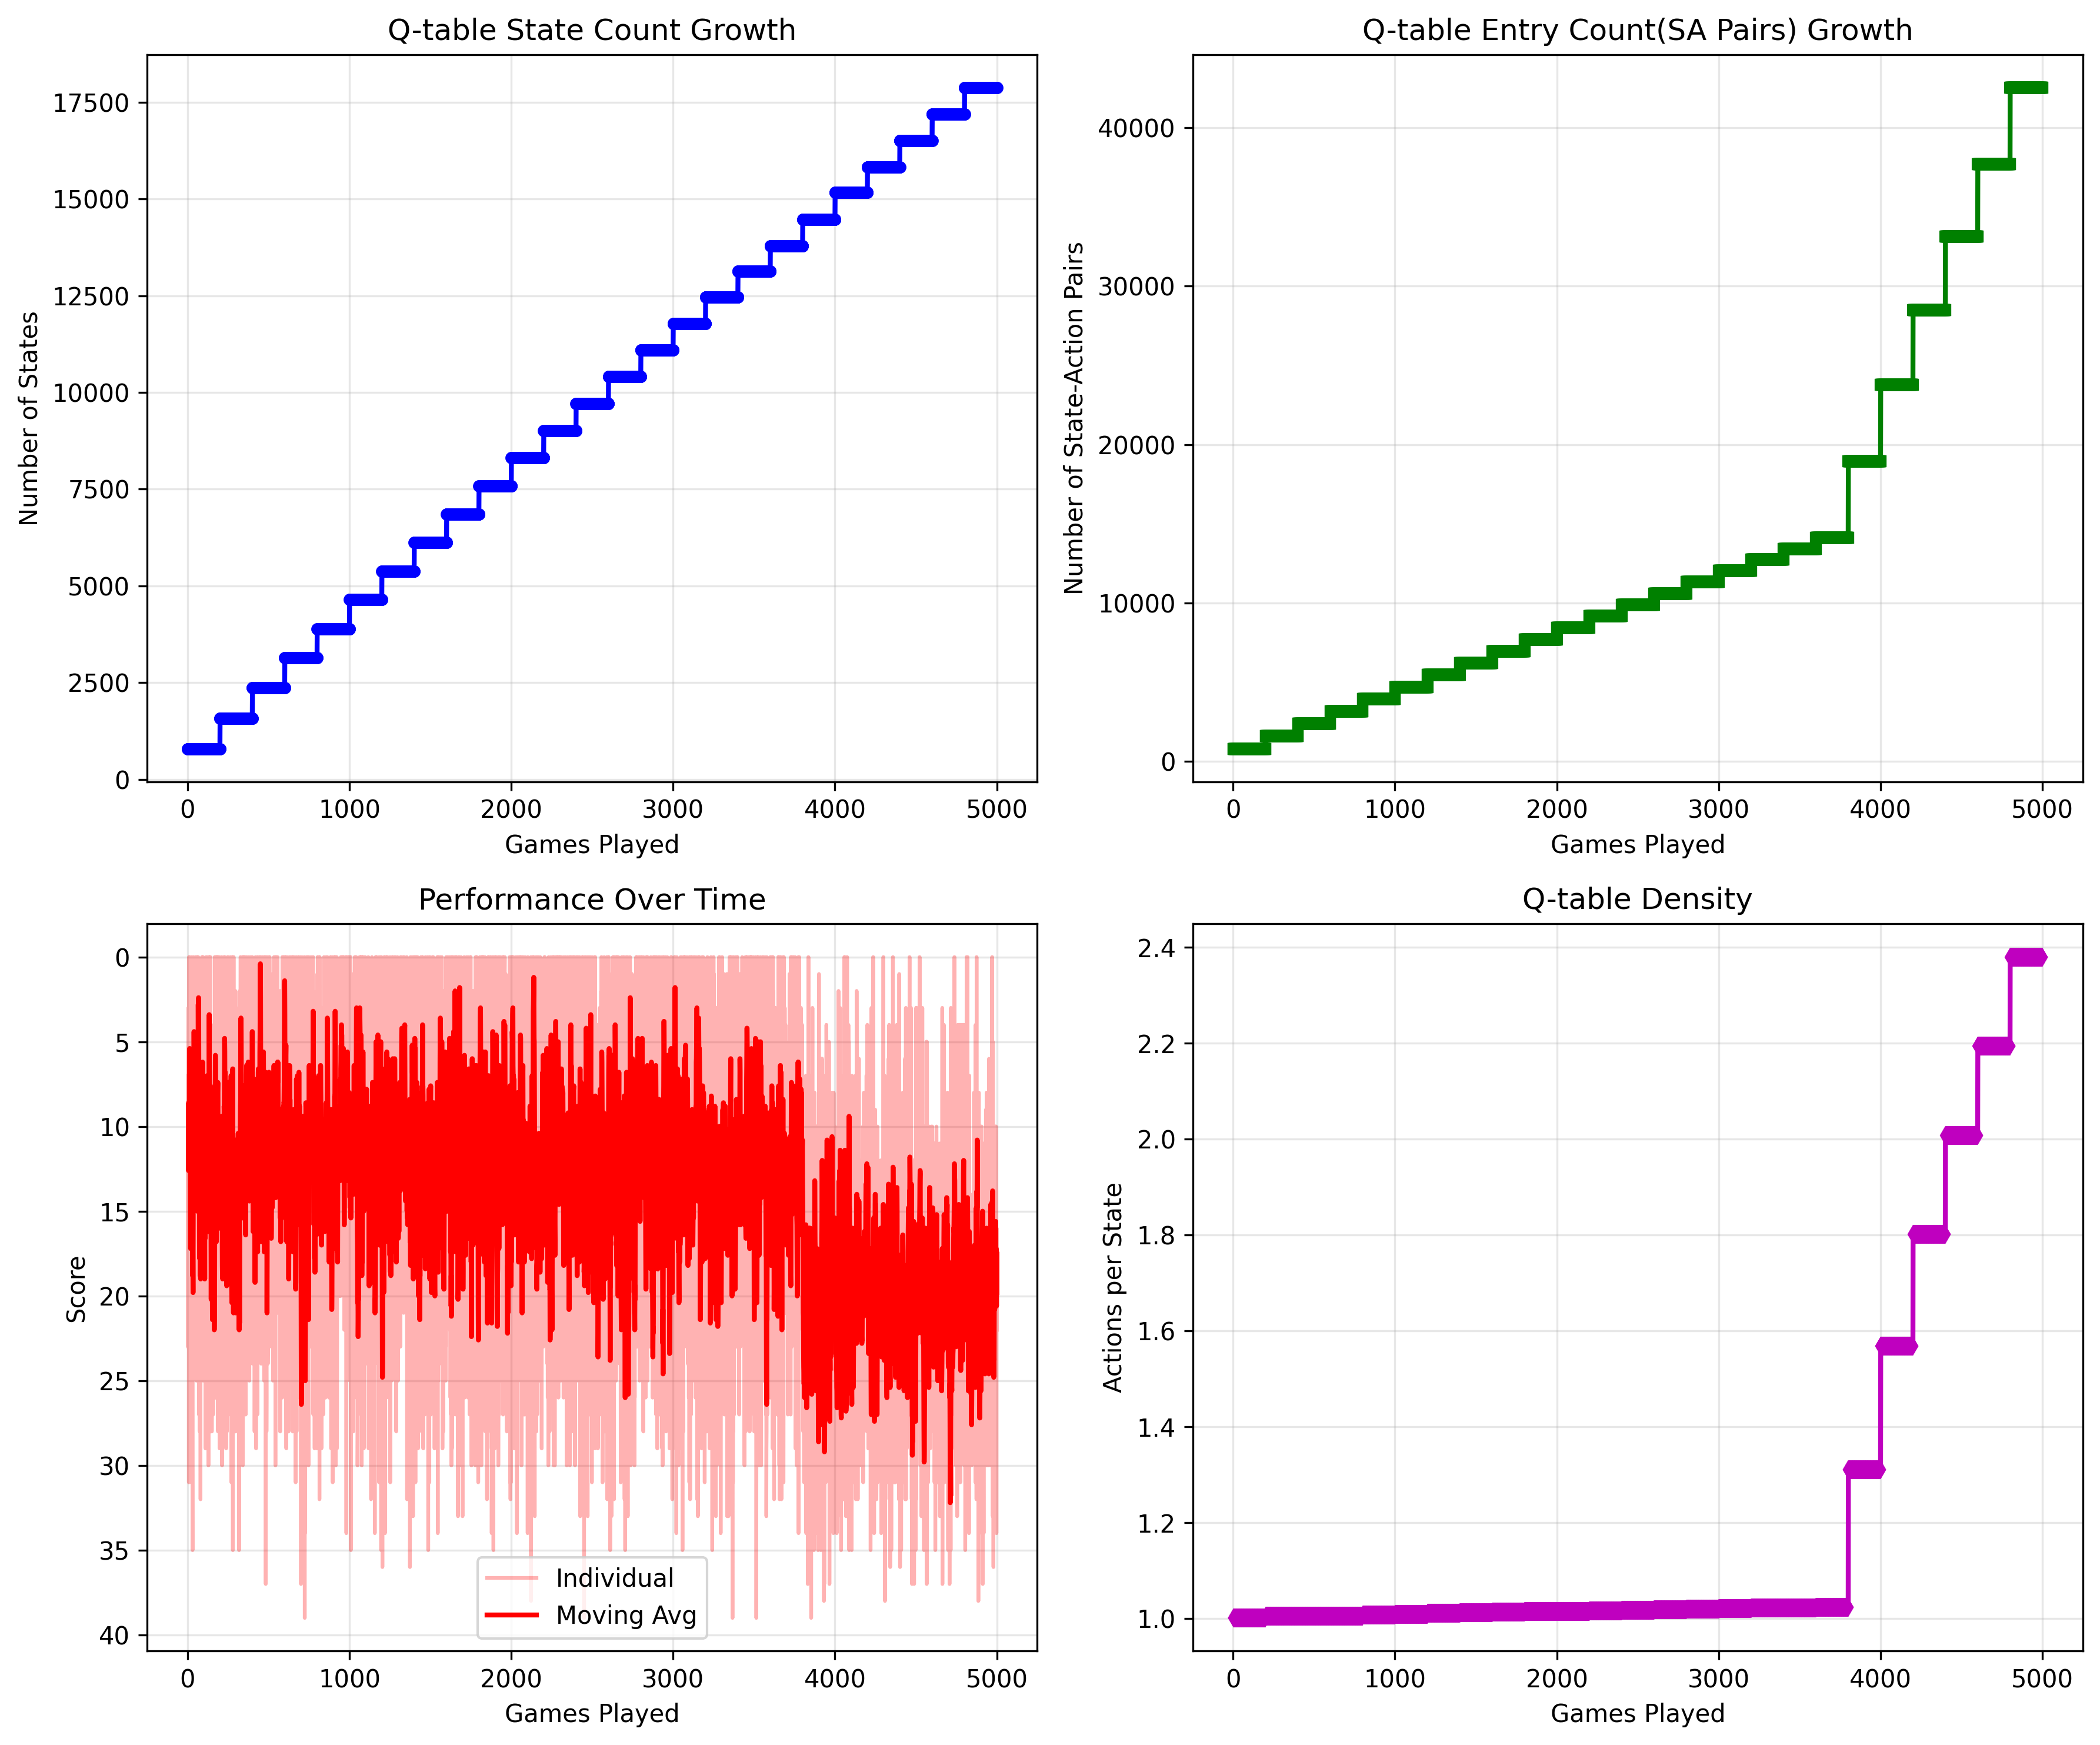 Q-table State Count Growth
Number of States
17500
15000
12500
10000
7500
5000
2500
0
0 1000 2000 3000 4000 5000
Games Played
Q-table Entry Count(SA Pairs) Growth
Number of State-Action Pairs
40000
30000
20000
10000
0
0 1000 2000 3000 4000 5000
Games Played
Performance Over Time
Score
0
5
10
15
20
25
30
35
40
Individual
Moving Avg
0 1000 2000 3000 4000 5000
Games Played
Q-table Density
Actions per State
2.4
2.2
2.0
1.8
1.6
1.4
1.2
1.0
0 1000 2000 3000 4000 5000
Games Played